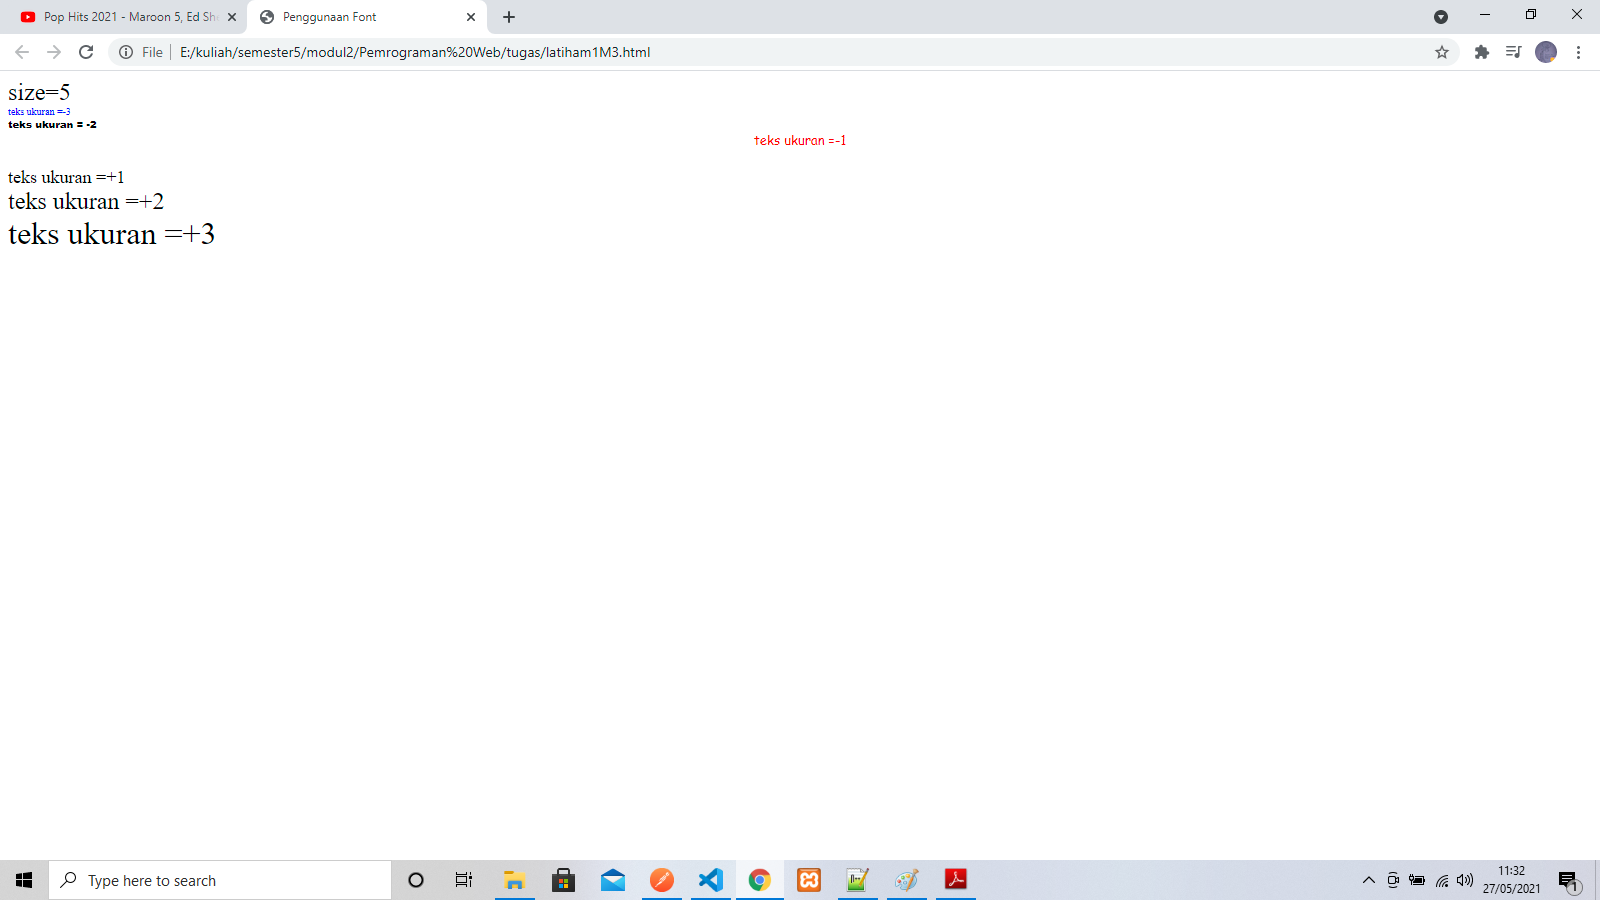 Pop Hits 2021 - Maroon 5, Ed Sh
Penggunaan Font
File
E:/kuliah/semester5/modul2/Pemrograman%20Web/tugas/latiham1M3.html
size=5
teks ukuran =-3
teks ukuran = -2
teks ukuran =-1
teks ukuran =+1
teks ukuran =+2
teks ukuran =+3
Type here to search
11:32
27/05/2021
1